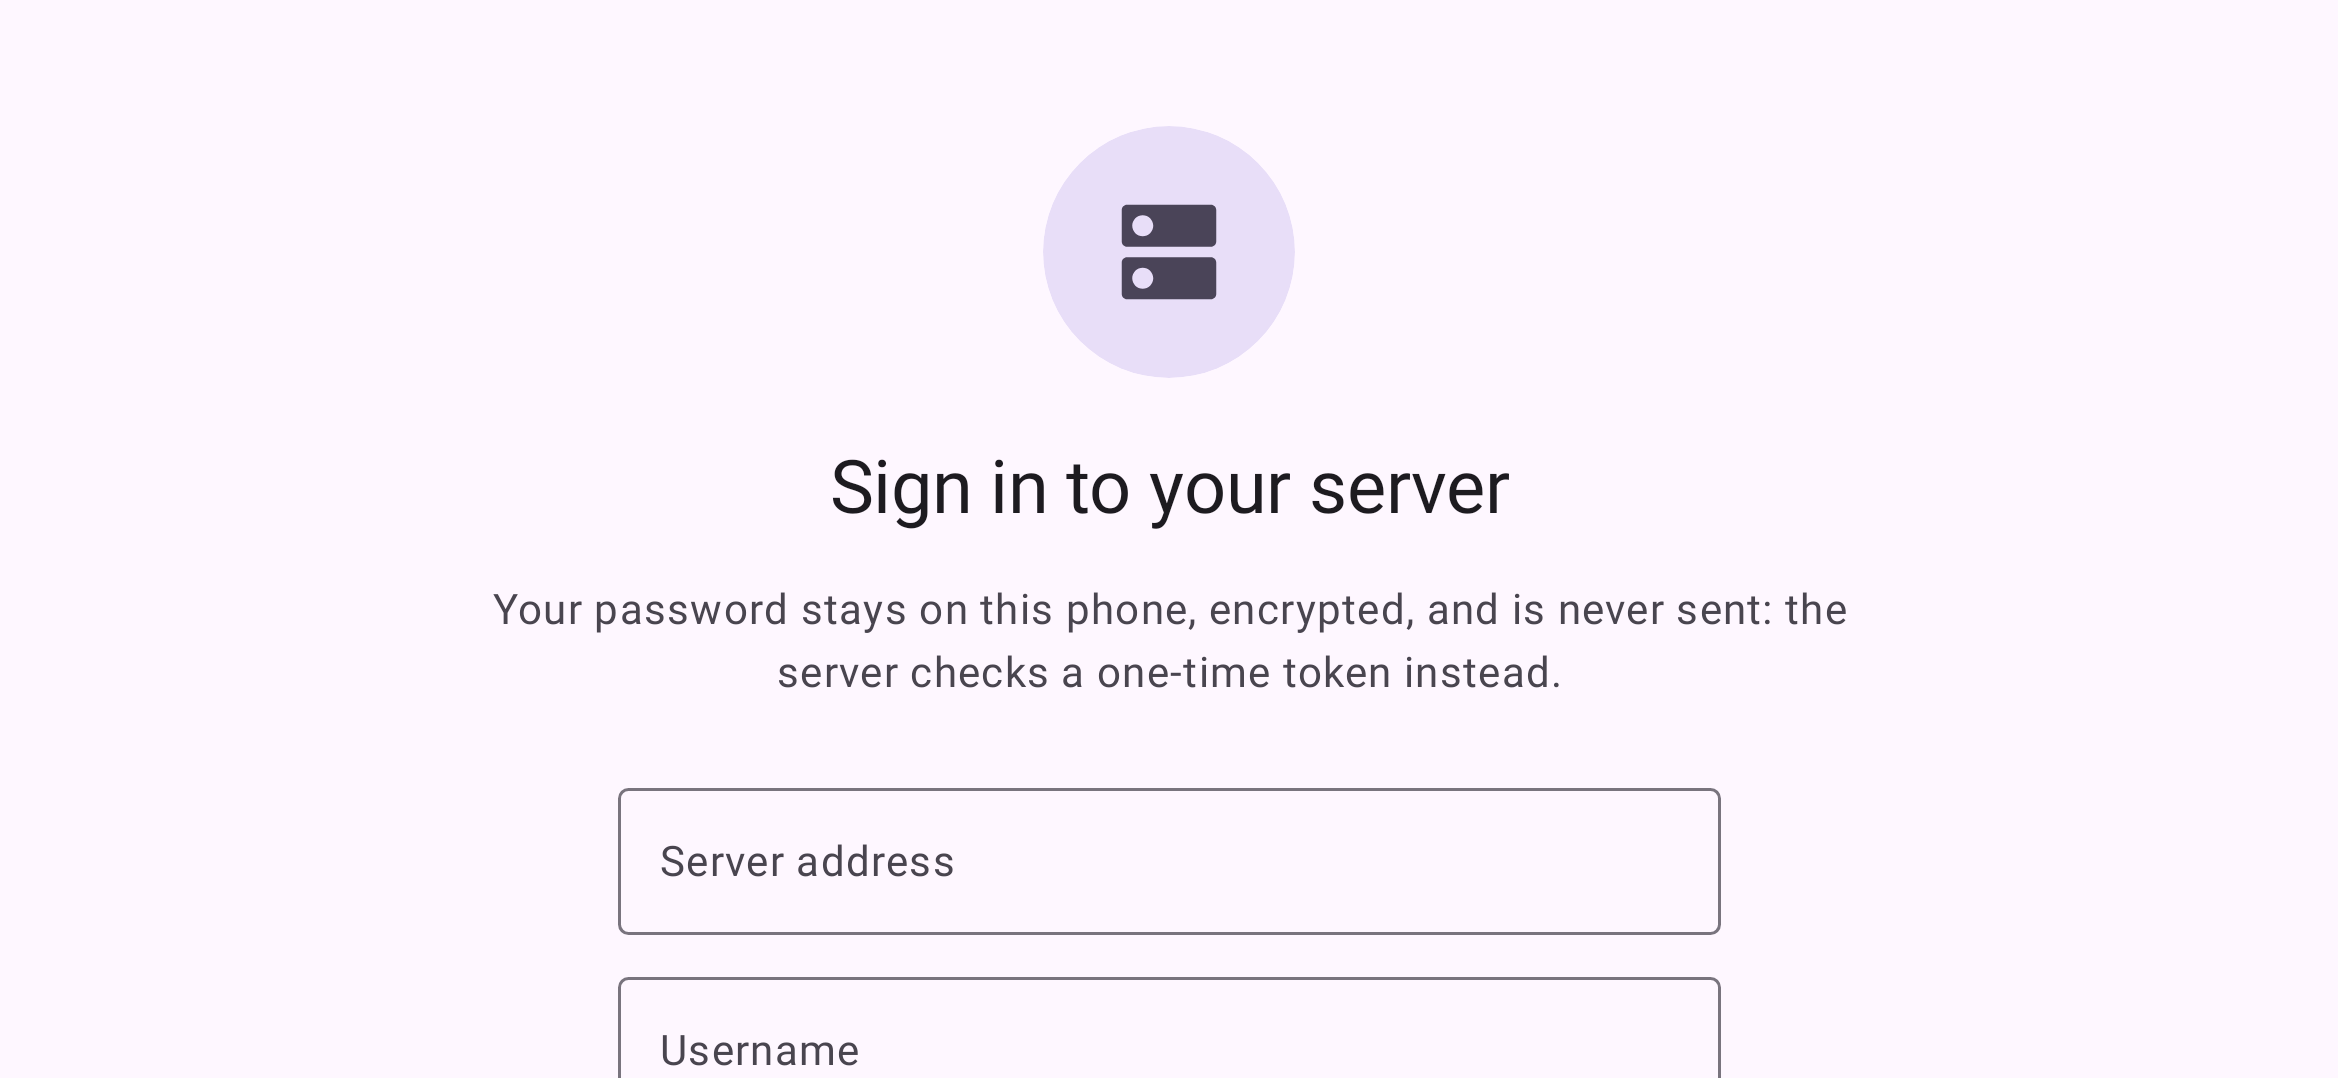 Sign in to your server
Your password stays on this phone, encrypted, and is never sent: the
server checks a one-time token instead.
Server address
Username